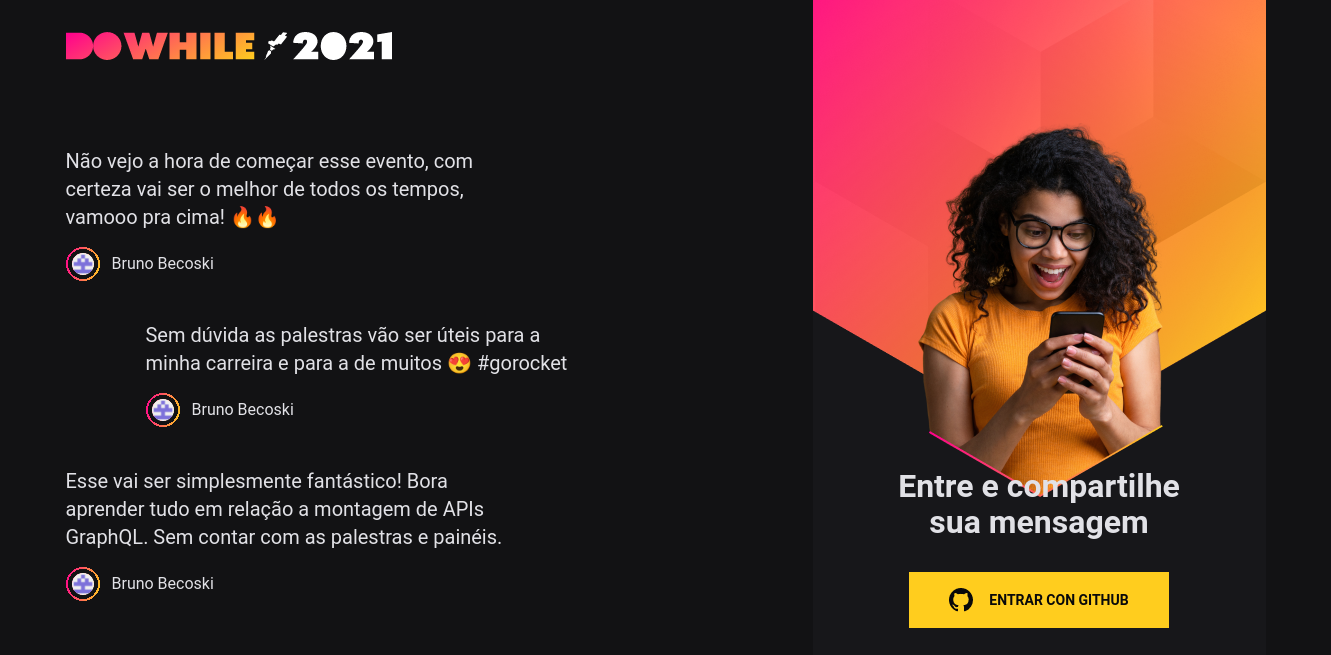 DOWHILE 2021
Não vejo a hora de começar esse evento, com
certeza vai ser o melhor de todos os tempos,
vamooo pra cima! 🔥🔥
Bruno Becoski
Sem dúvida as palestras vão ser úteis para a
minha carreira e para a de muitos 😍 #gorocket
Bruno Becoski
Esse vai ser simplesmente fantástico! Bora
aprender tudo em relação a montagem de APIs
GraphQL. Sem contar com as palestras e painéis.
Bruno Becoski
Entre e compartilhe
sua mensagem
ENTRAR CON GITHUB